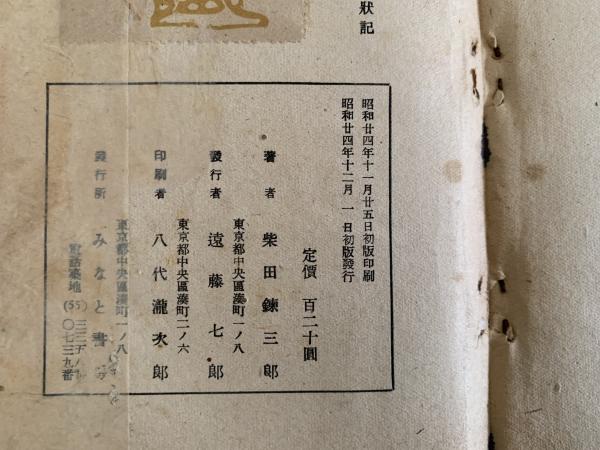 狀記
昭和廿四年十一月廿五日初版印刷
昭和廿四年十二月一日初版發行
定價 百二十圓
著者 柴田錬三郎
東京都中央區湊町一ノ八
發行者 遠藤七郎
東京都中央區湊町二ノ六
印刷者 八代瀧次郎
東京都中央區湊町一ノ八
發行所 みなと書
電話築地(55)
〇七三九番